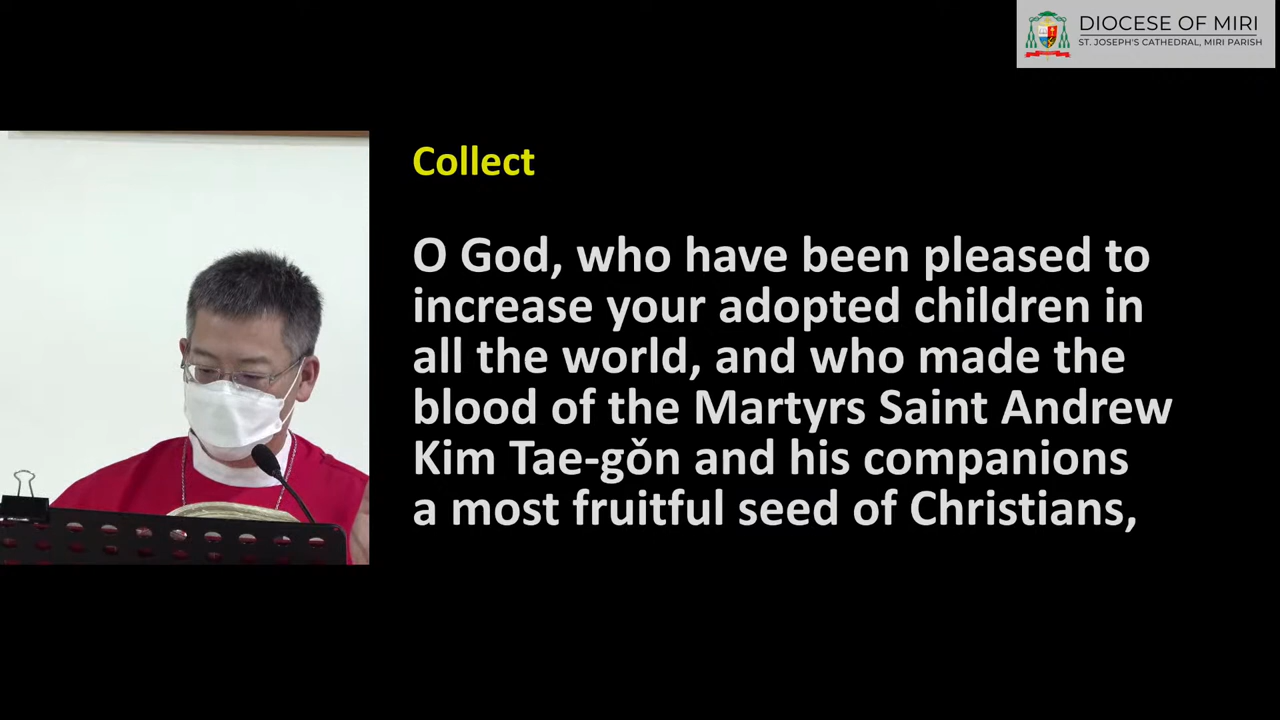 DIOCESE OF MIRI
ST. JOSEPH'S CATHEDRAL, MIRI PARISH
Collect
O God, who have been pleased to
increase your adopted children in
all the world, and who made the
blood of the Martyrs Saint Andrew
Kim Tae-gǒn and his companions
a most fruitful seed of Christians,